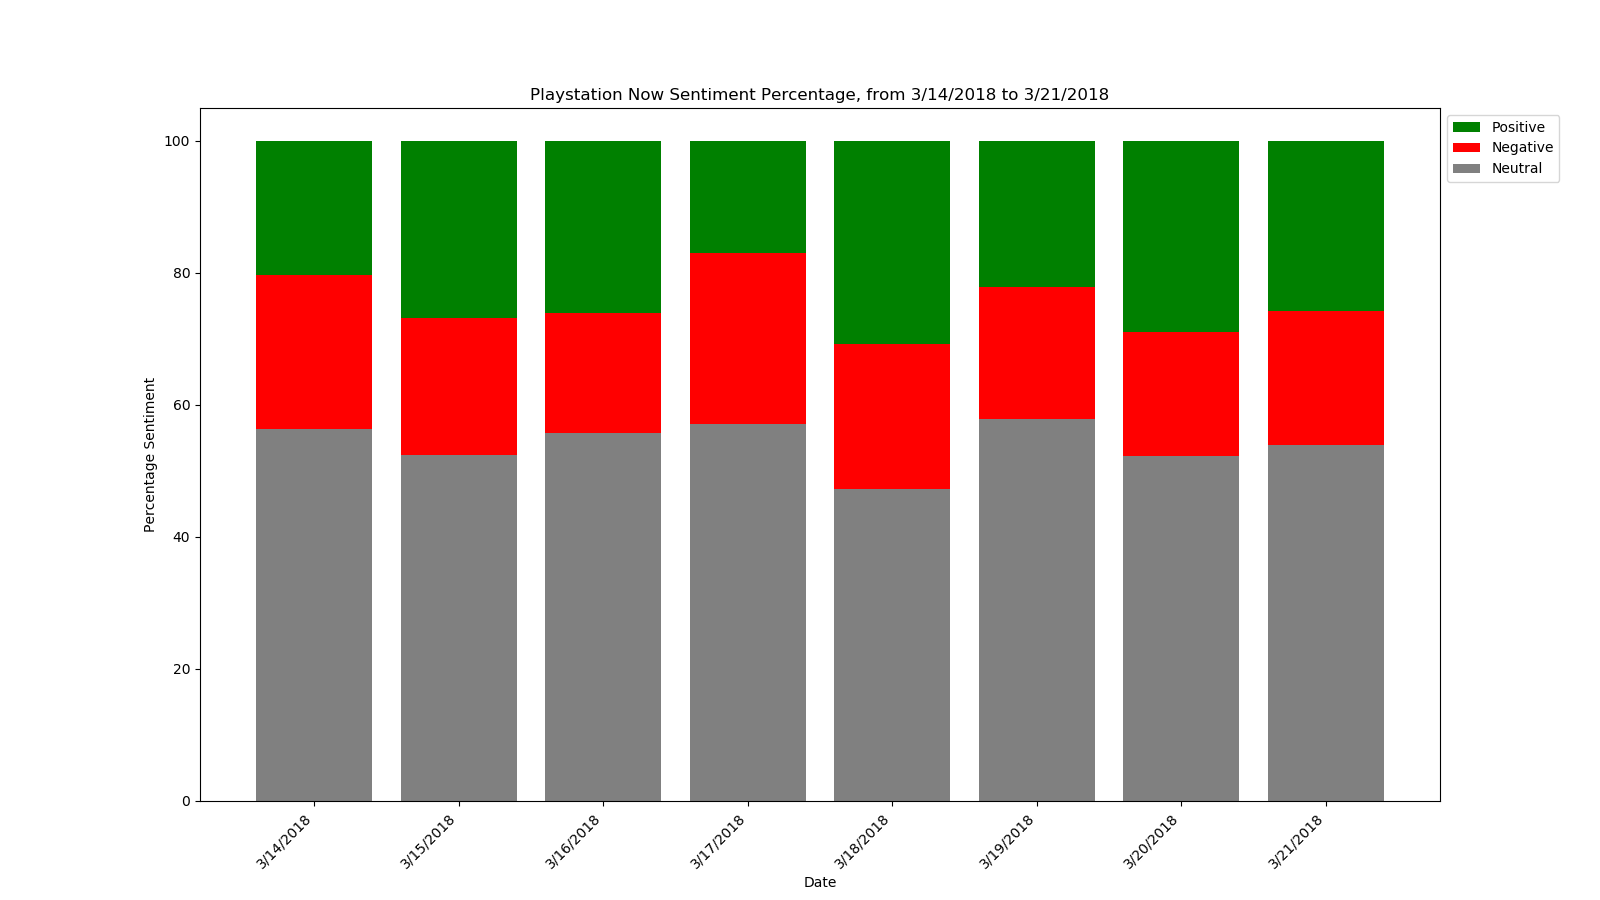 Playstation Now Sentiment Percentage, from 3/14/2018 to 3/21/2018
Positive
Negative
Neutral
Percentage Sentiment
100
80
60
40
20
0
3/14/2018
3/15/2018
3/16/2018
3/17/2018
3/18/2018
3/19/2018
3/20/2018
3/21/2018
Date